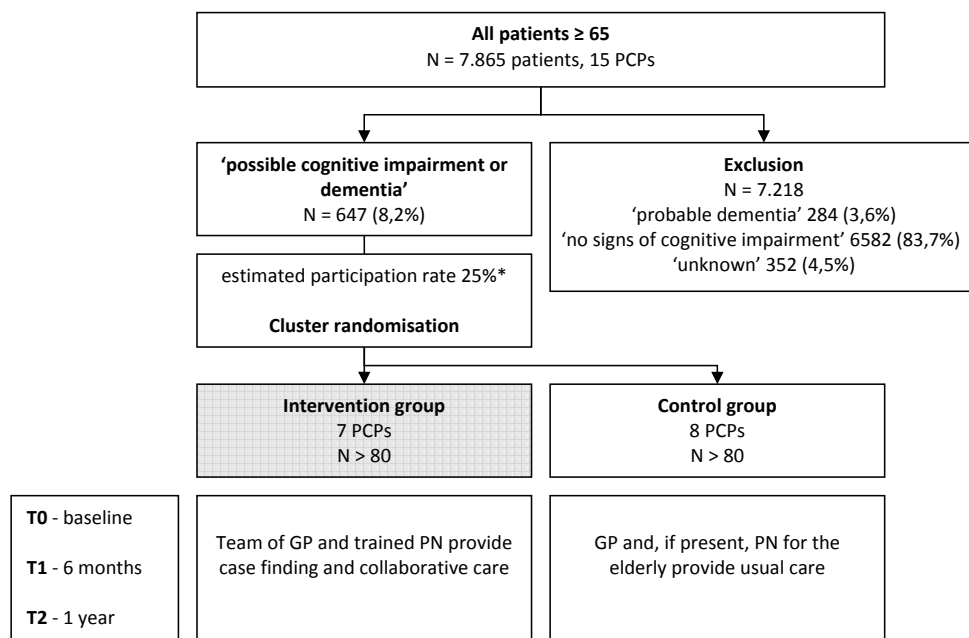 All patients ≥ 65
N = 7.865 patients, 15 PCPs
‘possible cognitive impairment or
dementia’
N = 647 (8,2%)
Exclusion
N = 7.218
‘probable dementia’ 284 (3,6%)
‘no signs of cognitive impairment’ 6582 (83,7%)
‘unknown’ 352 (4,5%)
estimated participation rate 25%*
Cluster randomisation
Intervention group
7 PCPs
N > 80
Control group
8 PCPs
N > 80
T0 - baseline
T1 - 6 months
T2 - 1 year
Team of GP and trained PN provide
case finding and collaborative care
GP and, if present, PN for the
elderly provide usual care